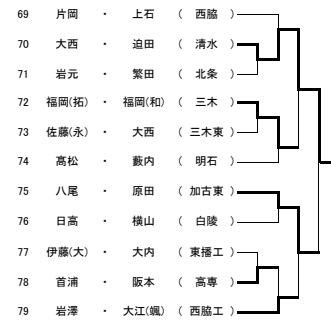 69 片岡 ・ 上石 （ 西脇 ）
70 大西 ・ 迫田 （ 清水 ）
71 岩元 ・ 繁田 （ 北条 ）
72 福岡(拓) ・ 福岡(和) （ 三木 ）
73 佐藤(永) ・ 大西 （ 三木東 ）
74 髙松 ・ 藪内 （ 明石 ）
75 八尾 ・ 原田 （ 加古東 ）
76 日高 ・ 横山 （ 白陵 ）
77 伊藤(大) ・ 大内 （ 東播工 ）
78 首浦 ・ 阪本 （ 高専 ）
79 岩澤 ・ 大江(颯) （ 西脇工 ）